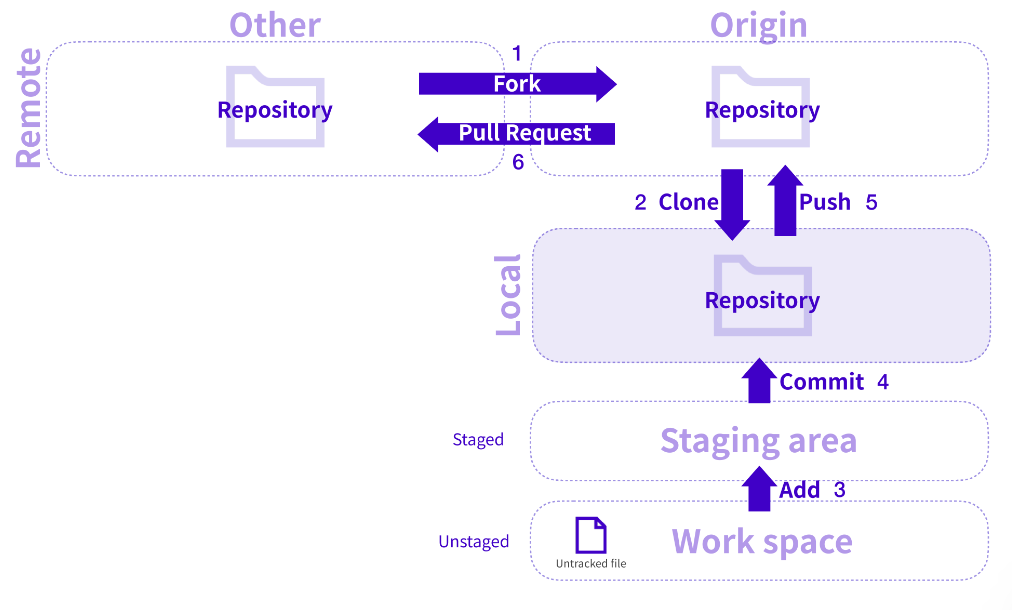 Other
Origin
Remote
1
Fork
Repository
Repository
Pull Request
6
2 Clone
Push 5
Local
Repository
Commit 4
Staged
Staging area
Add 3
Unstaged
Work space
Untracked file